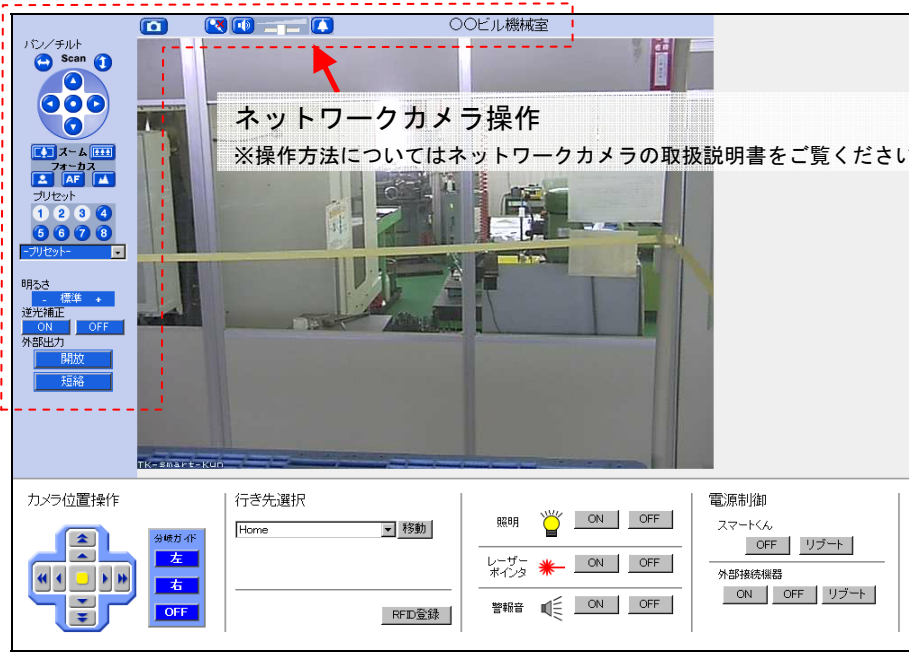 〇〇ビル機械室
パン／チルト
Scan
ズーム
フォーカス
AF
プリセット
1 2 3 4
5 6 7 8
-プリセット-
明るさ
- 標準 +
逆光補正
ON OFF
外部出力
開放
短絡
ネットワークカメラ操作
※操作方法についてはネットワークカメラの取扱説明書をご覧ください
TK-smart-Kun
カメラ位置操作
分岐ガイド
左
右
OFF
行き先選択
Home 移動
RFID登録
照明 ON OFF
レーザー
ポインタ ON OFF
警報音 ON OFF
電源制御
スマートくん
OFF リブート
外部接続機器
ON OFF リブート